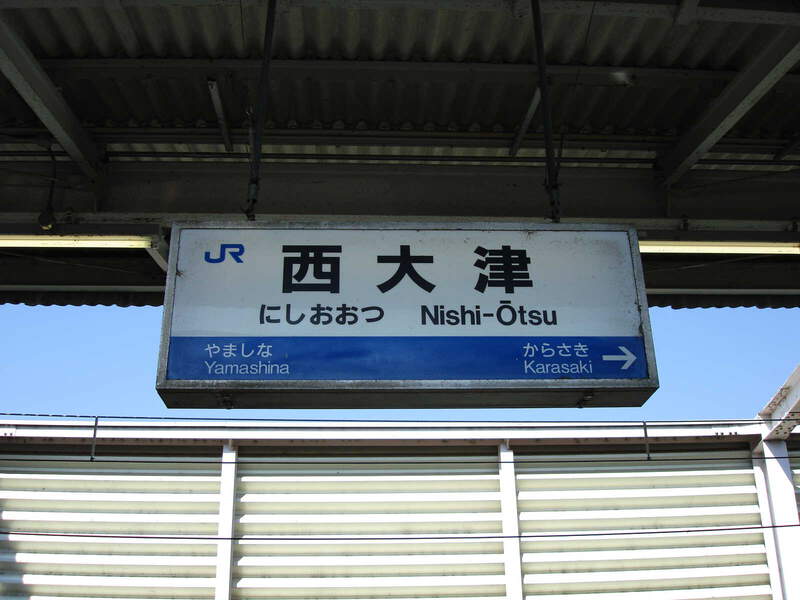 JR 西大津
にしおおつ Nishi-Ōtsu
やましな からさき
Yamashina Karasaki →